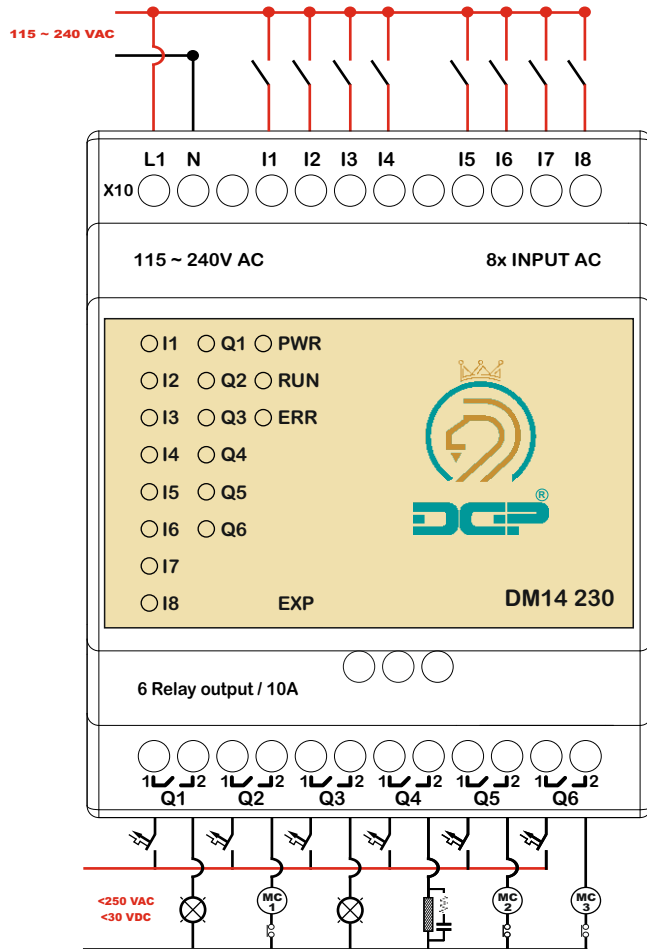 115 ~ 240 VAC
L1 N I1 I2 I3 I4 I5 I6 I7 I8
X10
115 ~ 240V AC 8x INPUT AC
I1 Q1 PWR
I2 Q2 RUN
I3 Q3 ERR
I4 Q4
I5 Q5
I6 Q6
I7
I8 EXP
DCP ®
DM14 230
6 Relay output / 10A
1 2 1 2 1 2 1 2 1 2 1 2
Q1 Q2 Q3 Q4 Q5 Q6
<250 VAC
<30 VDC
MC 1
MC 2
MC 3